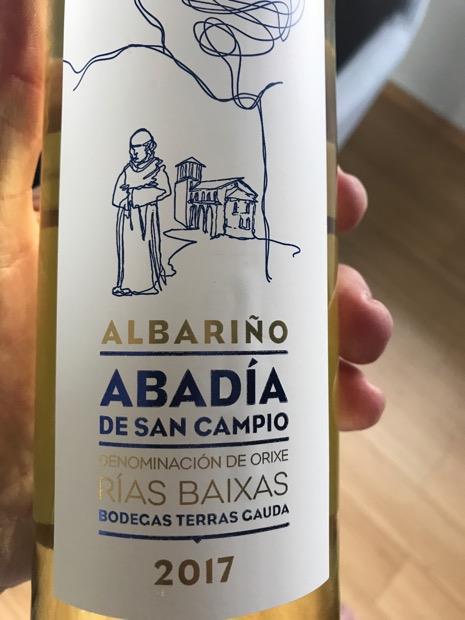 ALBARIÑO
ABADÍA
DE SAN CAMPIO
DENOMINACIÓN DE ORIXE
RÍAS BAIXAS
BODEGAS TERRAS GAUDA
2017